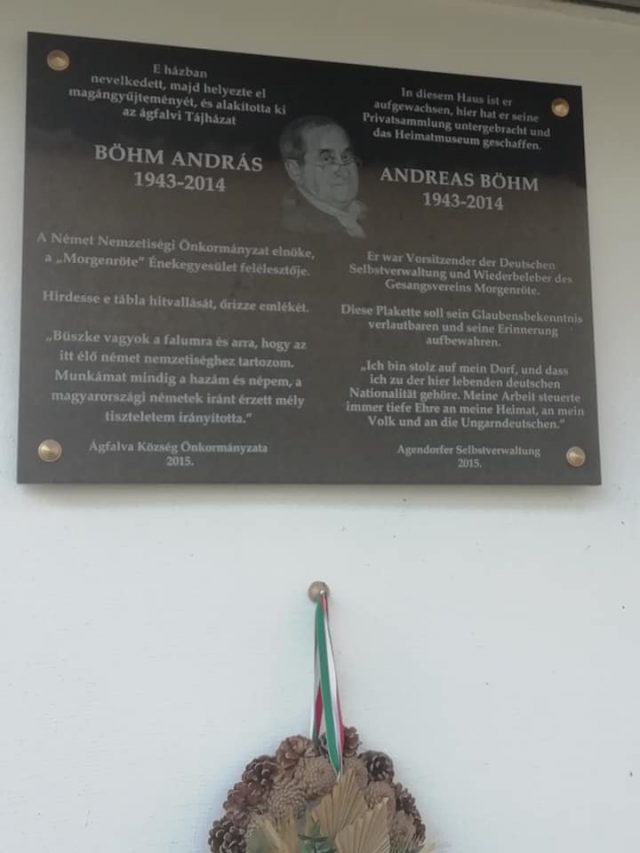 E házban
nevelkedett, majd helyezte el
magángyűjteményét, és alakította ki
az ágfalvi Tájházat
BÖHM ANDRÁS
1943-2014
A Német Nemzetiségi Önkormányzat elnöke,
a „Morgenröte” Énekegyesület felélesztője.
Hirdesse e tábla hitvallását, őrizze emlékét.
„Büszke vagyok a falumra és arra, hogy az
itt élő német nemzetiséghez tartozom.
Munkámat mindig a hazám és népem, a
magyarországi németek iránt érzett mély
tiszteletem irányította.”
Ágfalva Község Önkormányzata
2015.
In diesem Haus ist er
aufgewachsen, hier hat er seine
Privatsammlung untergebracht und
das Heimatmuseum geschaffen.
ANDREAS BÖHM
1943-2014
Er war Vorsitzender der Deutschen
Selbstverwaltung und Wiederbeleber des
Gesangsvereins Morgenröte.
Diese Plakette soll sein Glaubensbekenntnis
verlautbaren und seine Erinnerung
aufbewahren.
„Ich bin stolz auf mein Dorf, und dass
ich zu der hier lebenden deutschen
Nationalität gehöre. Meine Arbeit steuerte
immer tiefe Ehre an meine Heimat, an mein
Volk und an die Ungarndeutschen.”
Agendorfer Selbstverwaltung
2015.